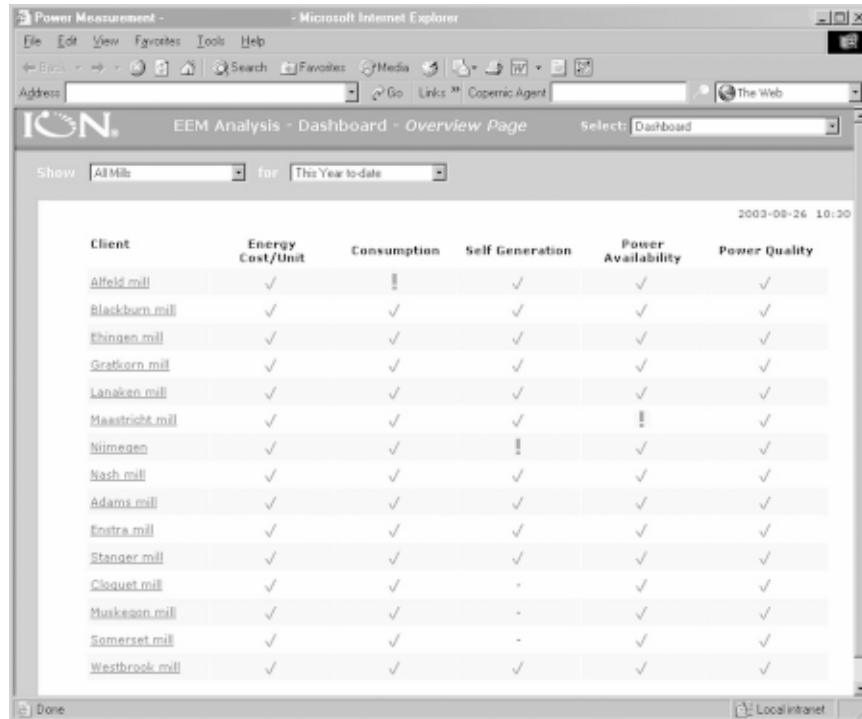 Power Measurement - - Microsoft Internet Explorer
File Edit View Favorites Tools Help
Back Search Favorites Media
Address Go Links » Copernic Agent The Web
ION. EEM Analysis - Dashboard - Overview Page Select: Dashboard
Show All Mills for This Year to-date
2003-08-26 10:30
Client Energy Cost/Unit Consumption Self Generation Power Availability Power Quality
Alfeld mill ✓ ! ✓ ✓ ✓
Blackburn mill ✓ ✓ ✓ ✓ ✓
Ehingen mill ✓ ✓ ✓ ✓ ✓
Gratkorn mill ✓ ✓ ✓ ✓ ✓
Lanaken mill ✓ ✓ ✓ ✓ ✓
Maastricht mill ✓ ✓ ✓ ! ✓
Nijmegen ✓ ✓ ! ✓ ✓
Nash mill ✓ ✓ ✓ ✓ ✓
Adams mill ✓ ✓ ✓ ✓ ✓
Enstra mill ✓ ✓ ✓ ✓ ✓
Stanger mill ✓ ✓ ✓ ✓ ✓
Cloquet mill ✓ ✓ - ✓ ✓
Muskegon mill ✓ ✓ - ✓ ✓
Somerset mill ✓ ✓ - ✓ ✓
Westbrook mill ✓ ✓ ✓ ✓ ✓
Done Local intranet